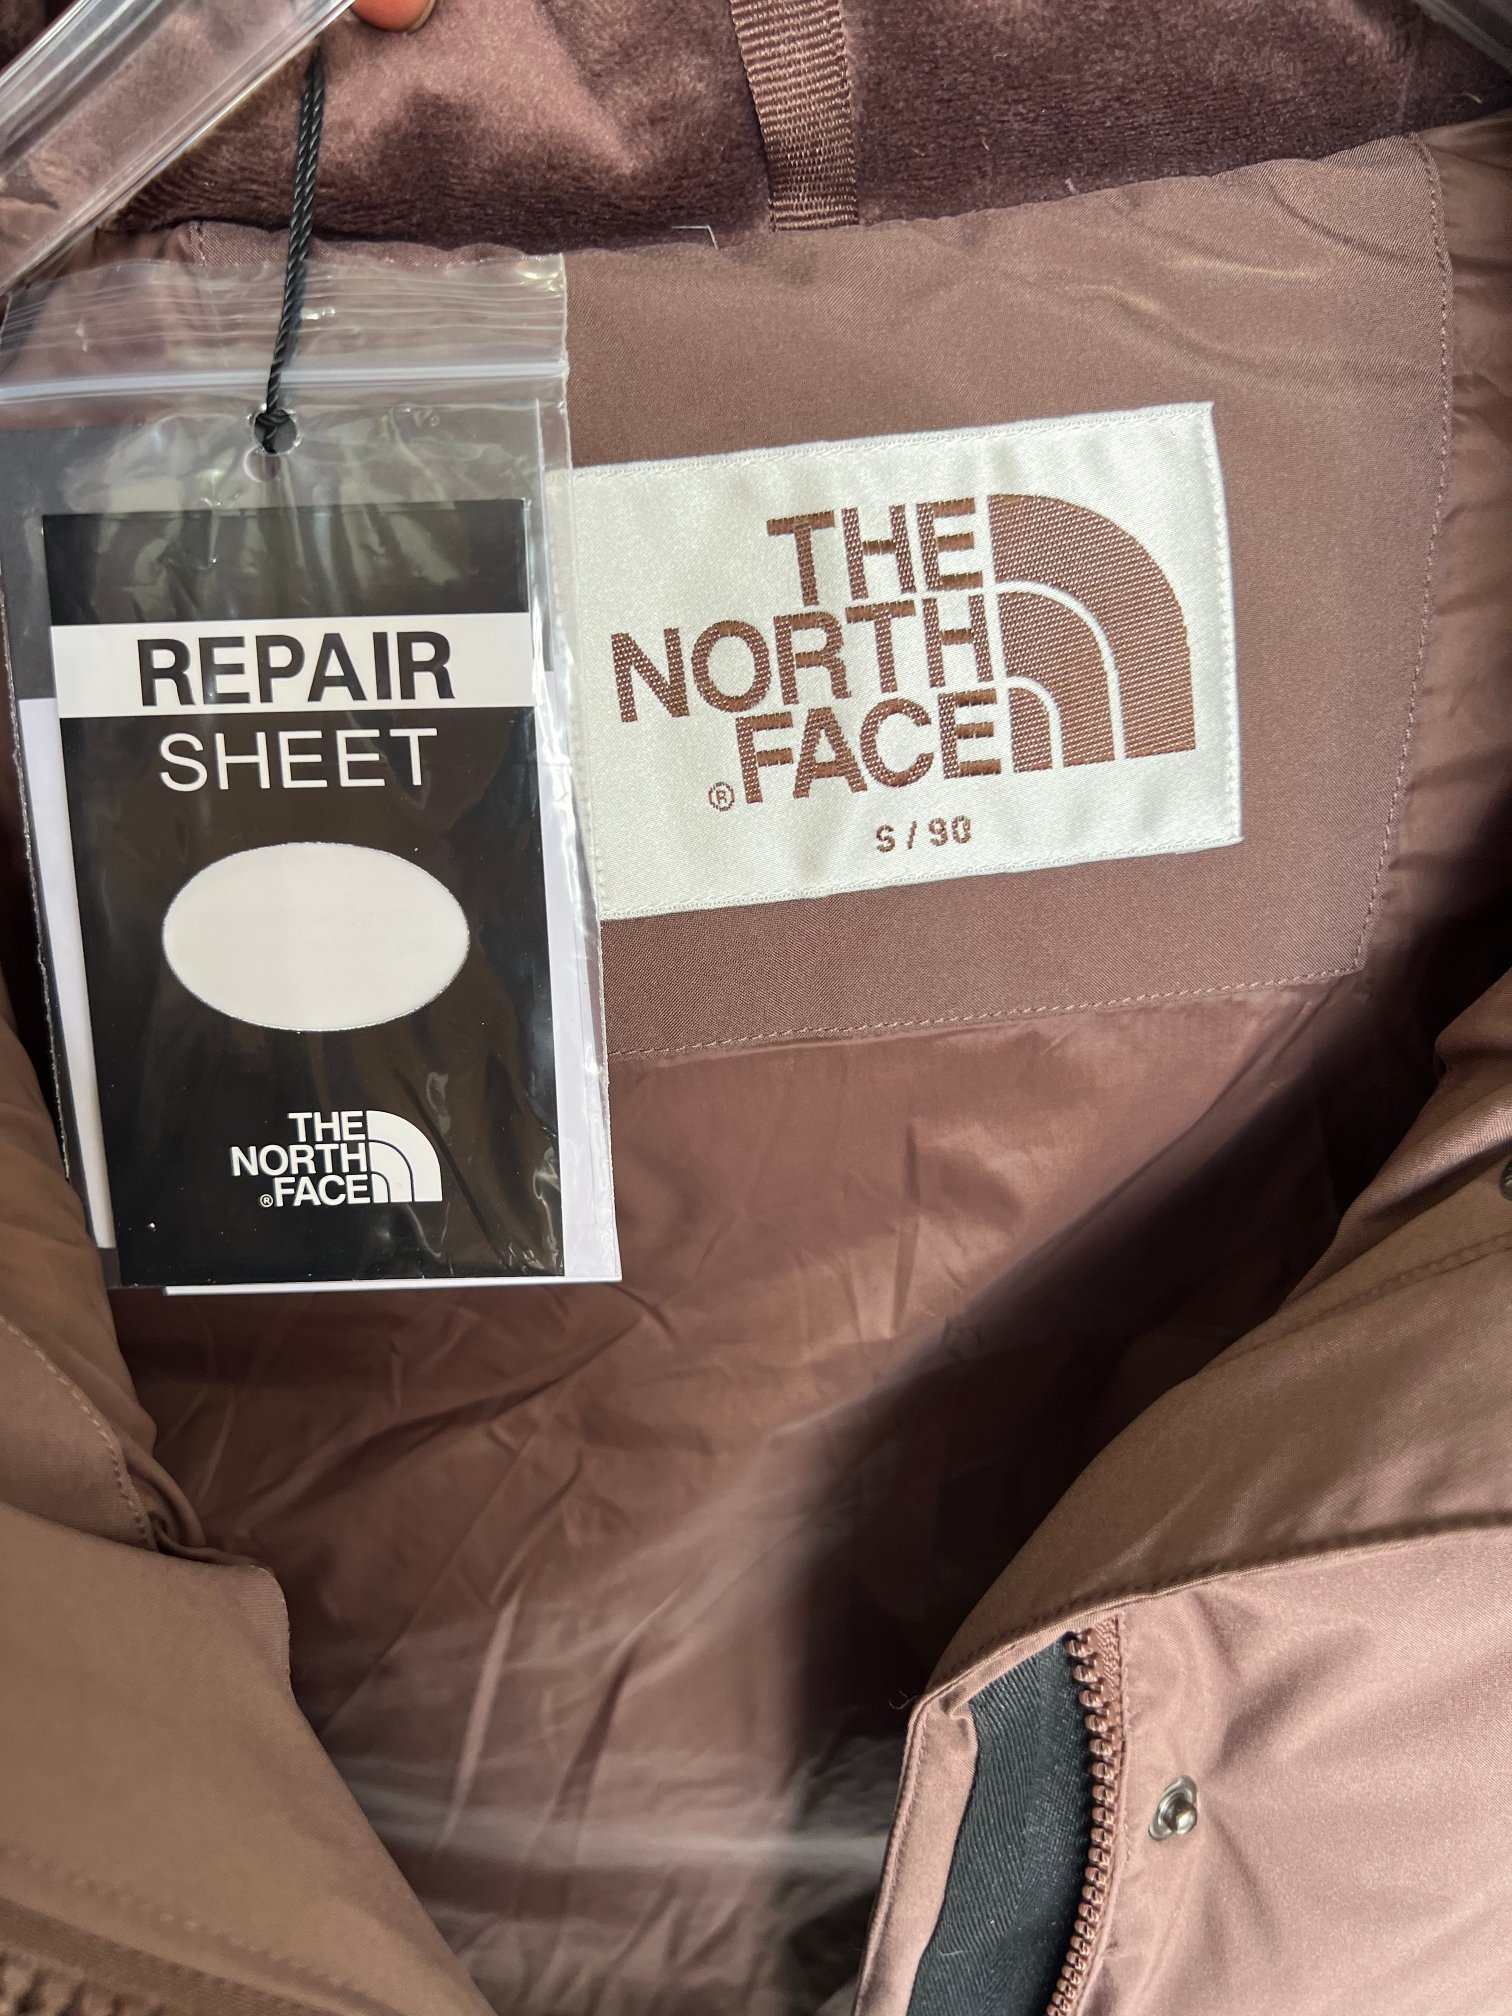 REPAIR
SHEET
THE
NORTH
FACE
®
THE
NORTH
FACE
®
S / 90